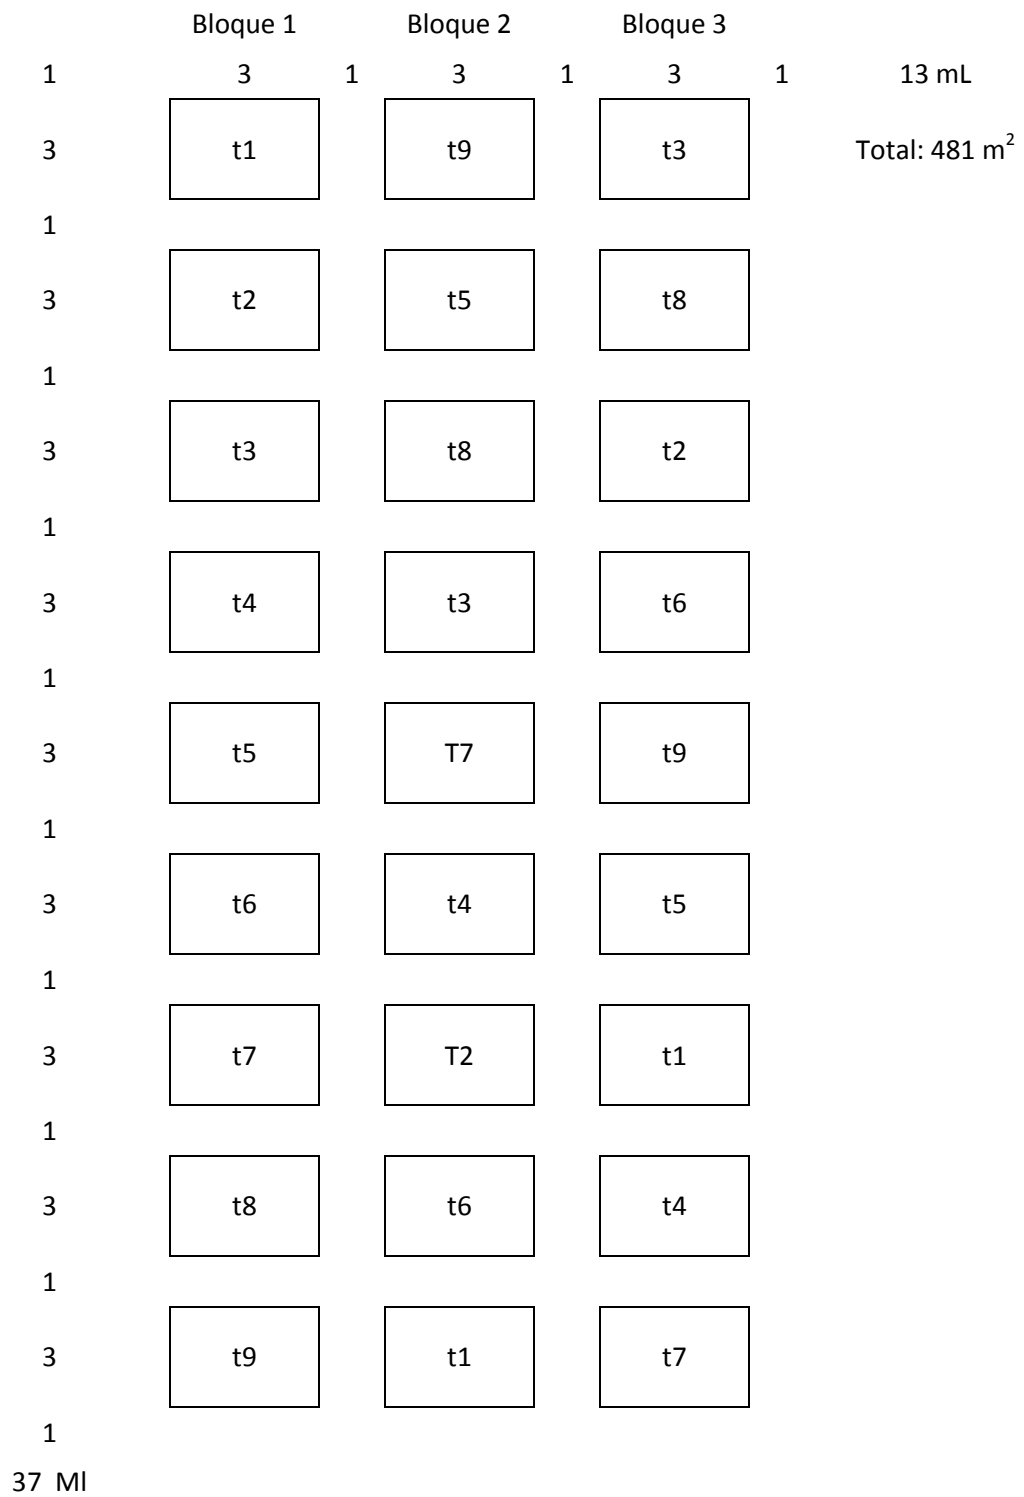 Bloque 1 Bloque 2 Bloque 3
1 3 1 3 1 3 1 13 mL
3 t1 t9 t3 Total: 481 m²
1
3 t2 t5 t8
1
3 t3 t8 t2
1
3 t4 t3 t6
1
3 t5 T7 t9
1
3 t6 t4 t5
1
3 t7 T2 t1
1
3 t8 t6 t4
1
3 t9 t1 t7
1
37 Ml